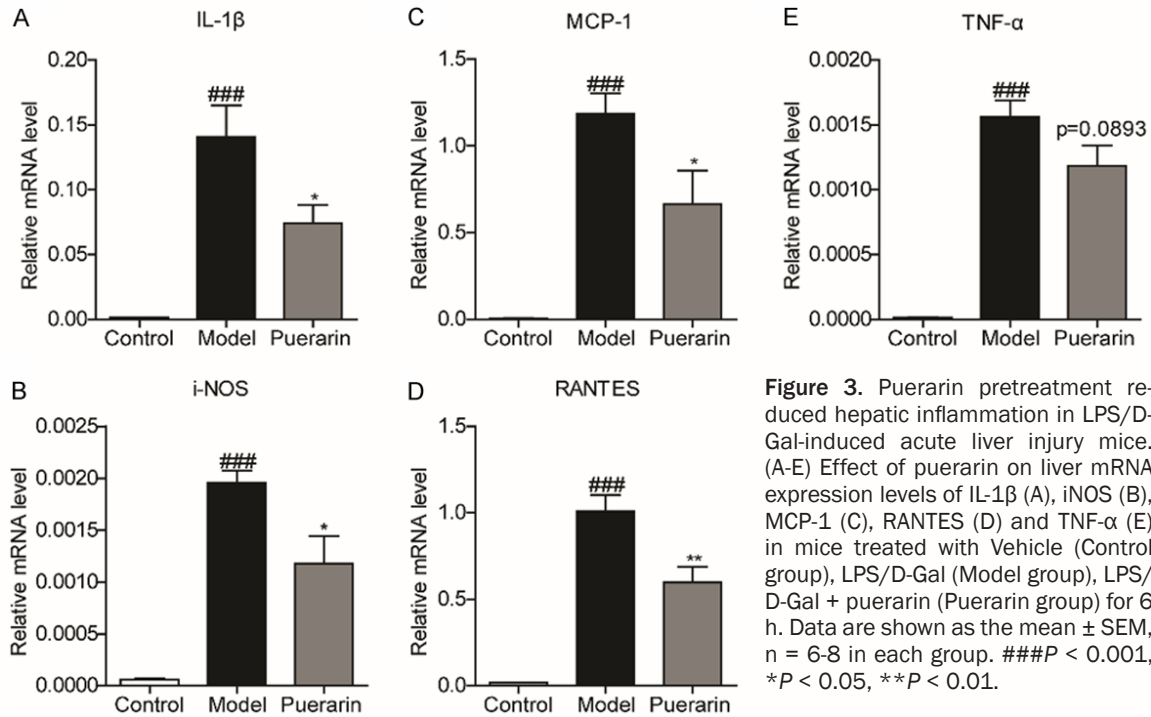 A
IL-1β
Relative mRNA level
0.20
0.15
0.10
0.05
0.00
###
*
Control Model Puerarin
C
MCP-1
Relative mRNA level
1.5
1.0
0.5
0.0
###
*
Control Model Puerarin
E
TNF-α
Relative mRNA level
0.0020
0.0015
0.0010
0.0005
0.0000
###
p=0.0893
Control Model Puerarin
B
i-NOS
Relative mRNA level
0.0025
0.0020
0.0015
0.0010
0.0005
0.0000
###
*
Control Model Puerarin
D
RANTES
Relative mRNA level
1.5
1.0
0.5
0.0
###
**
Control Model Puerarin
Figure 3. Puerarin pretreatment re-
duced hepatic inflammation in LPS/D-
Gal-induced acute liver injury mice.
(A-E) Effect of puerarin on liver mRNA
expression levels of IL-1β (A), iNOS (B),
MCP-1 (C), RANTES (D) and TNF-α (E)
in mice treated with Vehicle (Control
group), LPS/D-Gal (Model group), LPS/
D-Gal + puerarin (Puerarin group) for 6
h. Data are shown as the mean ± SEM,
n = 6-8 in each group. ###P < 0.001,
*P < 0.05, **P < 0.01.